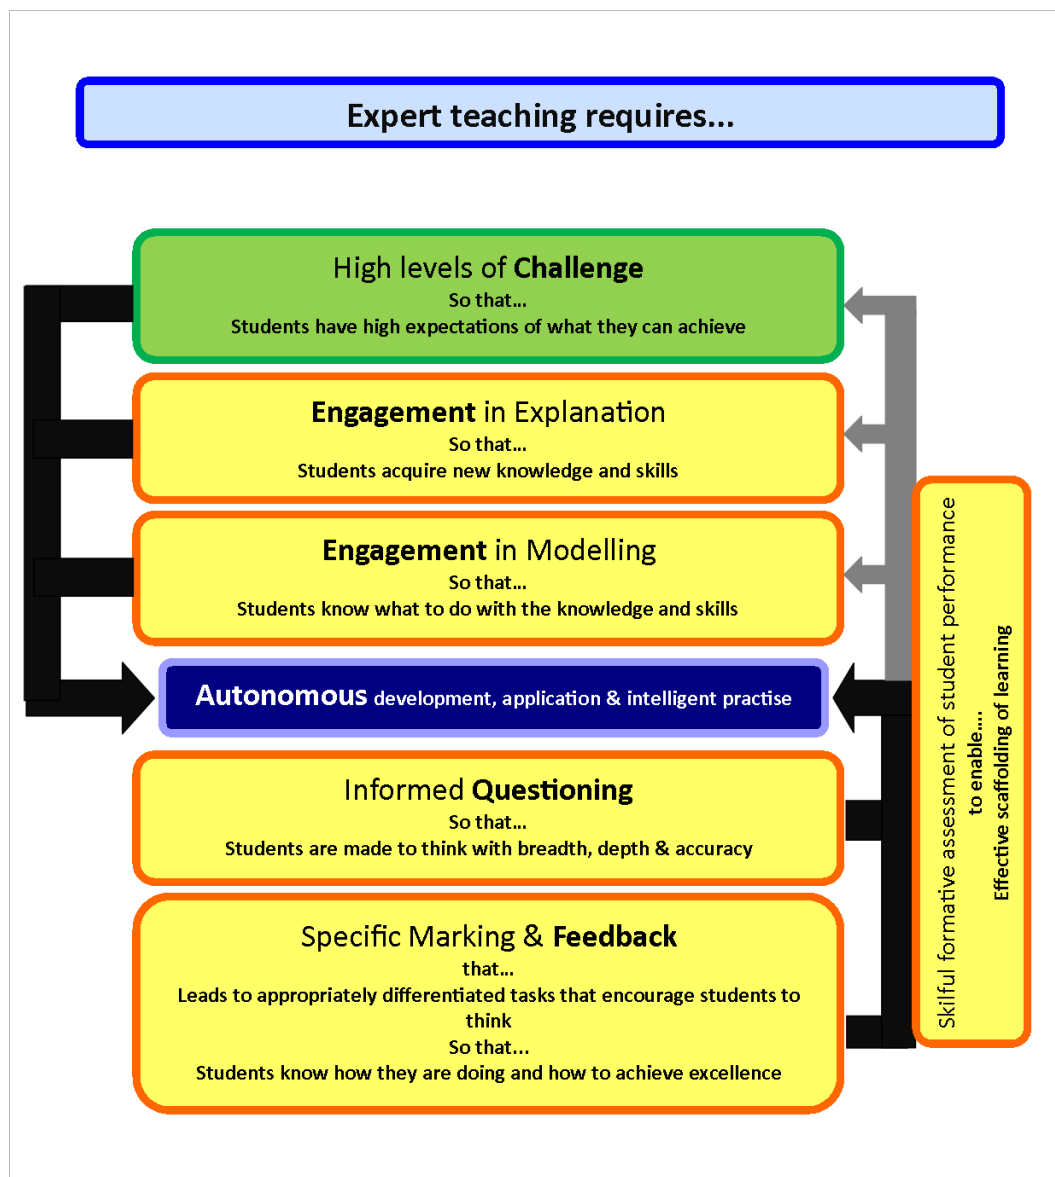 Expert teaching requires...
High levels of Challenge
So that...
Students have high expectations of what they can achieve
Engagement in Explanation
So that...
Students acquire new knowledge and skills
Engagement in Modelling
So that...
Students know what to do with the knowledge and skills
Autonomous development, application & intelligent practise
Informed Questioning
So that...
Students are made to think with breadth, depth & accuracy
Specific Marking & Feedback
that...
Leads to appropriately differentiated tasks that encourage students to
think
So that...
Students know how they are doing and how to achieve excellence
Skilful formative assessment of student performance
to enable....
Effective scaffolding of learning